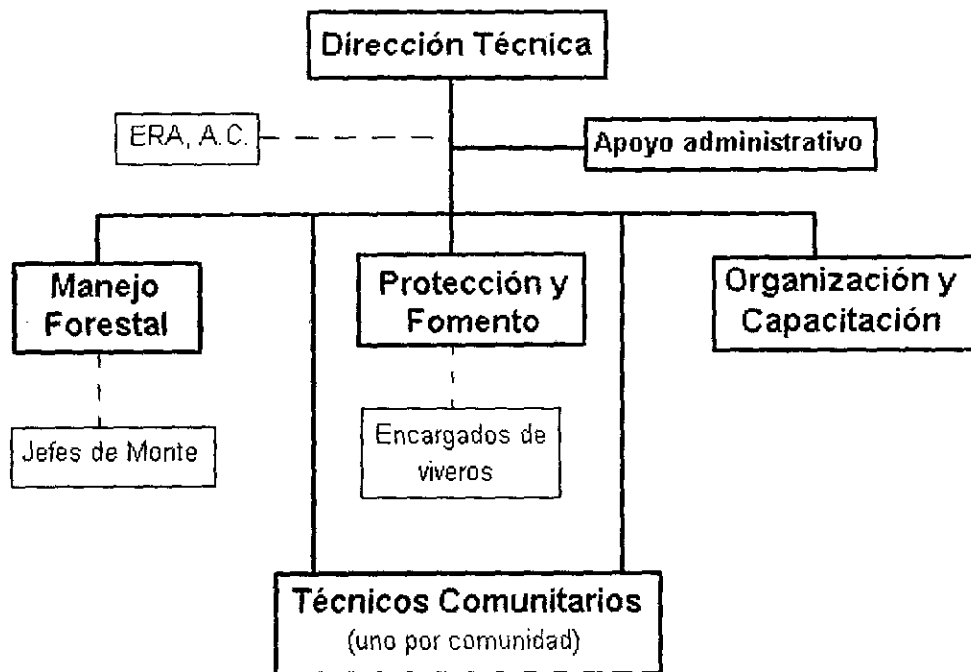 Dirección Técnica
ERA, A.C.
Apoyo administrativo
Manejo
Forestal
Protección y
Fomento
Organización y
Capacitación
Jefes de Monte
Encargados de
viveros
Técnicos Comunitarios
(uno por comunidad)